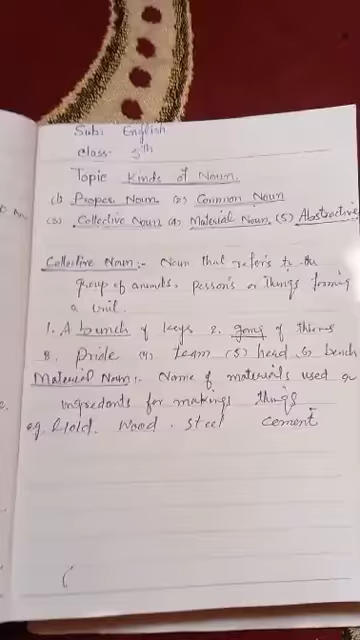 Sub: English
class- 5th
Topic Kinds of Noun.
(1) Proper Noun (2) Common Noun
(3) Collective Noun (4) Material Noun (5) Abstractive
Collective Noun:- Noun that refers to the
group of animals, person's or things forming
a unit.
1. A bunch of keys 2. gang of thieves
3. Pride (4) team (5) herd 6) bench
Material Noun:- Name of materials used or
ingredents for makings things
e.g. Gold. Wood. Steel cement